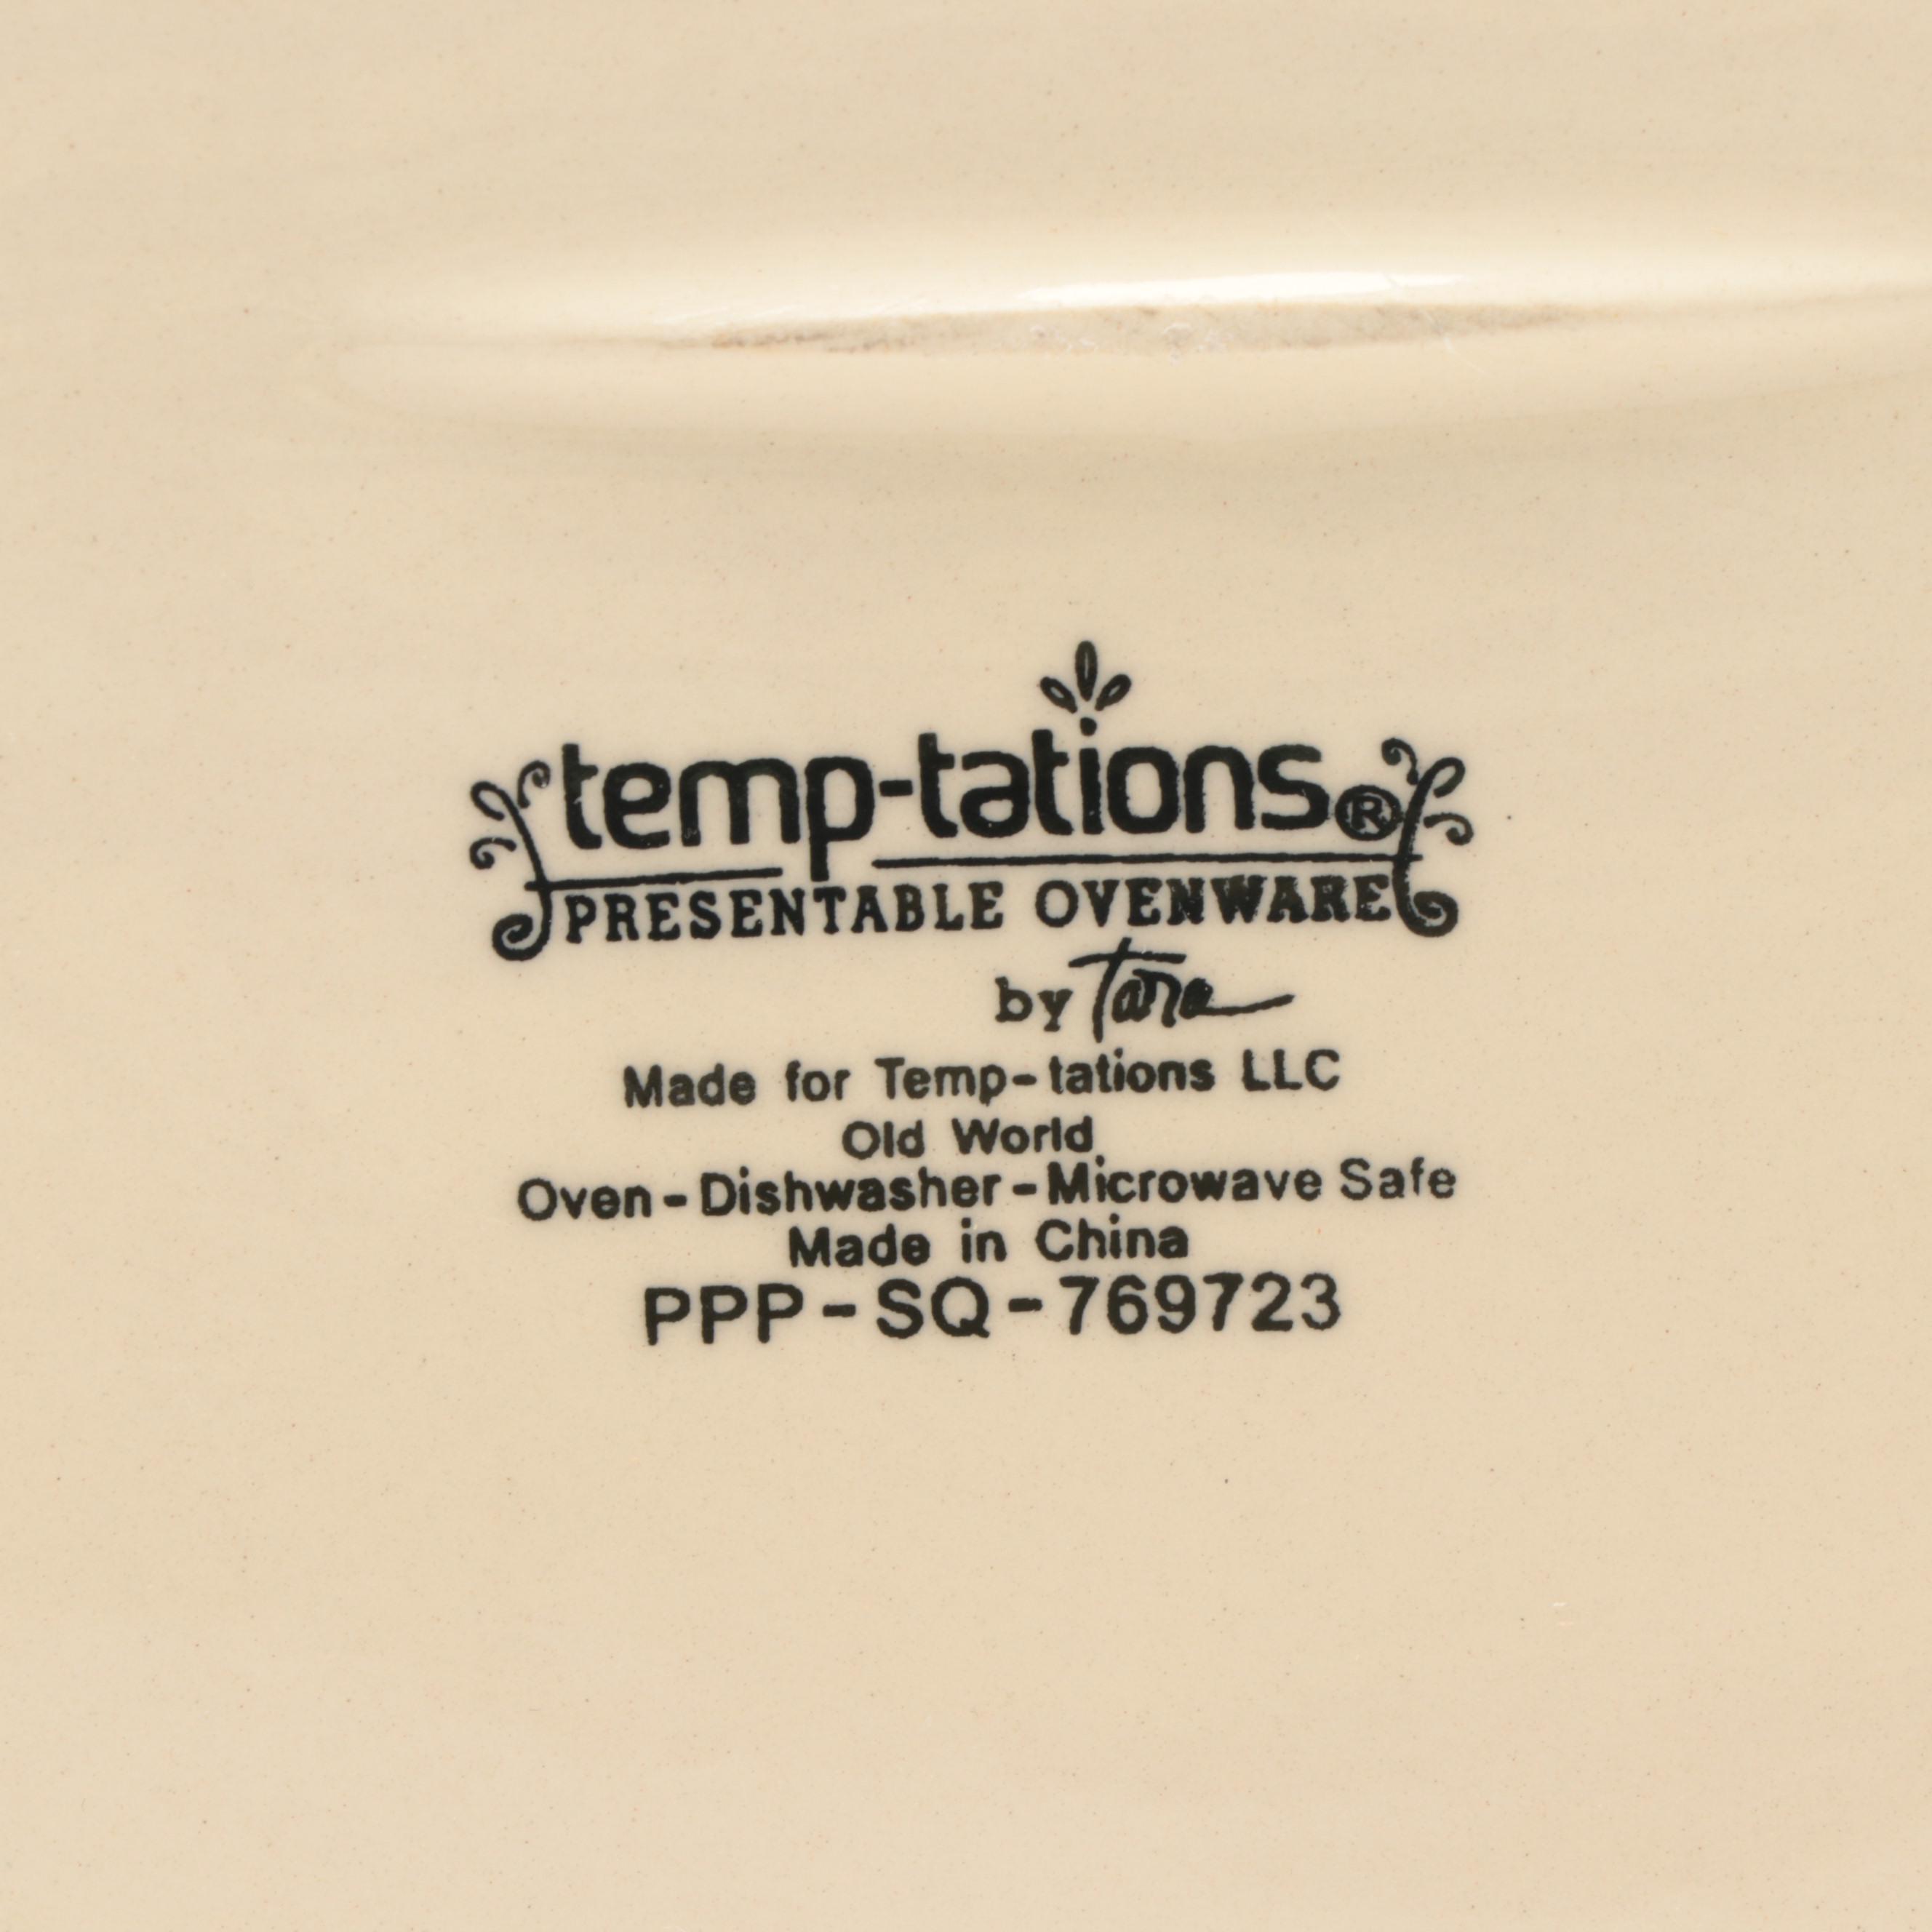 temp-tations®
PRESENTABLE OVENWARE
by Tara
Made for Temp-tations LLC
Old World
Oven-Dishwasher-Microwave Safe
Made in China
PPP-SQ-769723